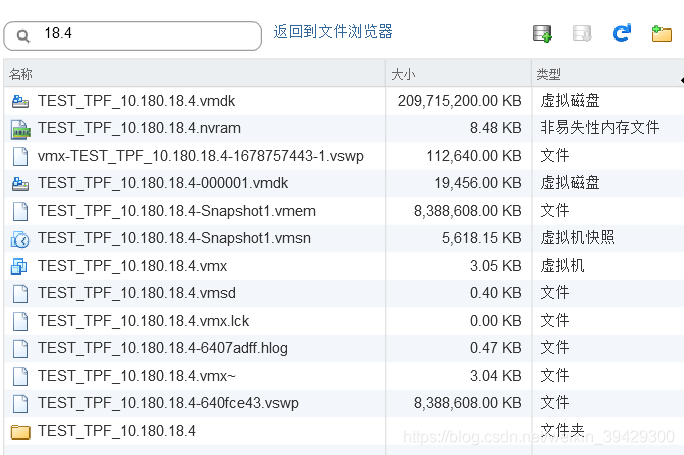 18.4 返回到文件浏览器
名称 大小 类型
TEST_TPF_10.180.18.4.vmdk 209,715,200.00 KB 虚拟磁盘
TEST_TPF_10.180.18.4.nvram 8.48 KB 非易失性内存文件
vmx-TEST_TPF_10.180.18.4-1678757443-1.vswp 112,640.00 KB 文件
TEST_TPF_10.180.18.4-000001.vmdk 19,456.00 KB 虚拟磁盘
TEST_TPF_10.180.18.4-Snapshot1.vmem 8,388,608.00 KB 文件
TEST_TPF_10.180.18.4-Snapshot1.vmsn 5,618.15 KB 虚拟机快照
TEST_TPF_10.180.18.4.vmx 3.05 KB 虚拟机
TEST_TPF_10.180.18.4.vmsd 0.40 KB 文件
TEST_TPF_10.180.18.4.vmx.lck 0.00 KB 文件
TEST_TPF_10.180.18.4-6407adff.hlog 0.47 KB 文件
TEST_TPF_10.180.18.4.vmx~ 3.04 KB 文件
TEST_TPF_10.180.18.4-640fce43.vswp 8,388,608.00 KB 文件
TEST_TPF_10.180.18.4 文件夹
https://blog.csdn.net/weixin_39429300